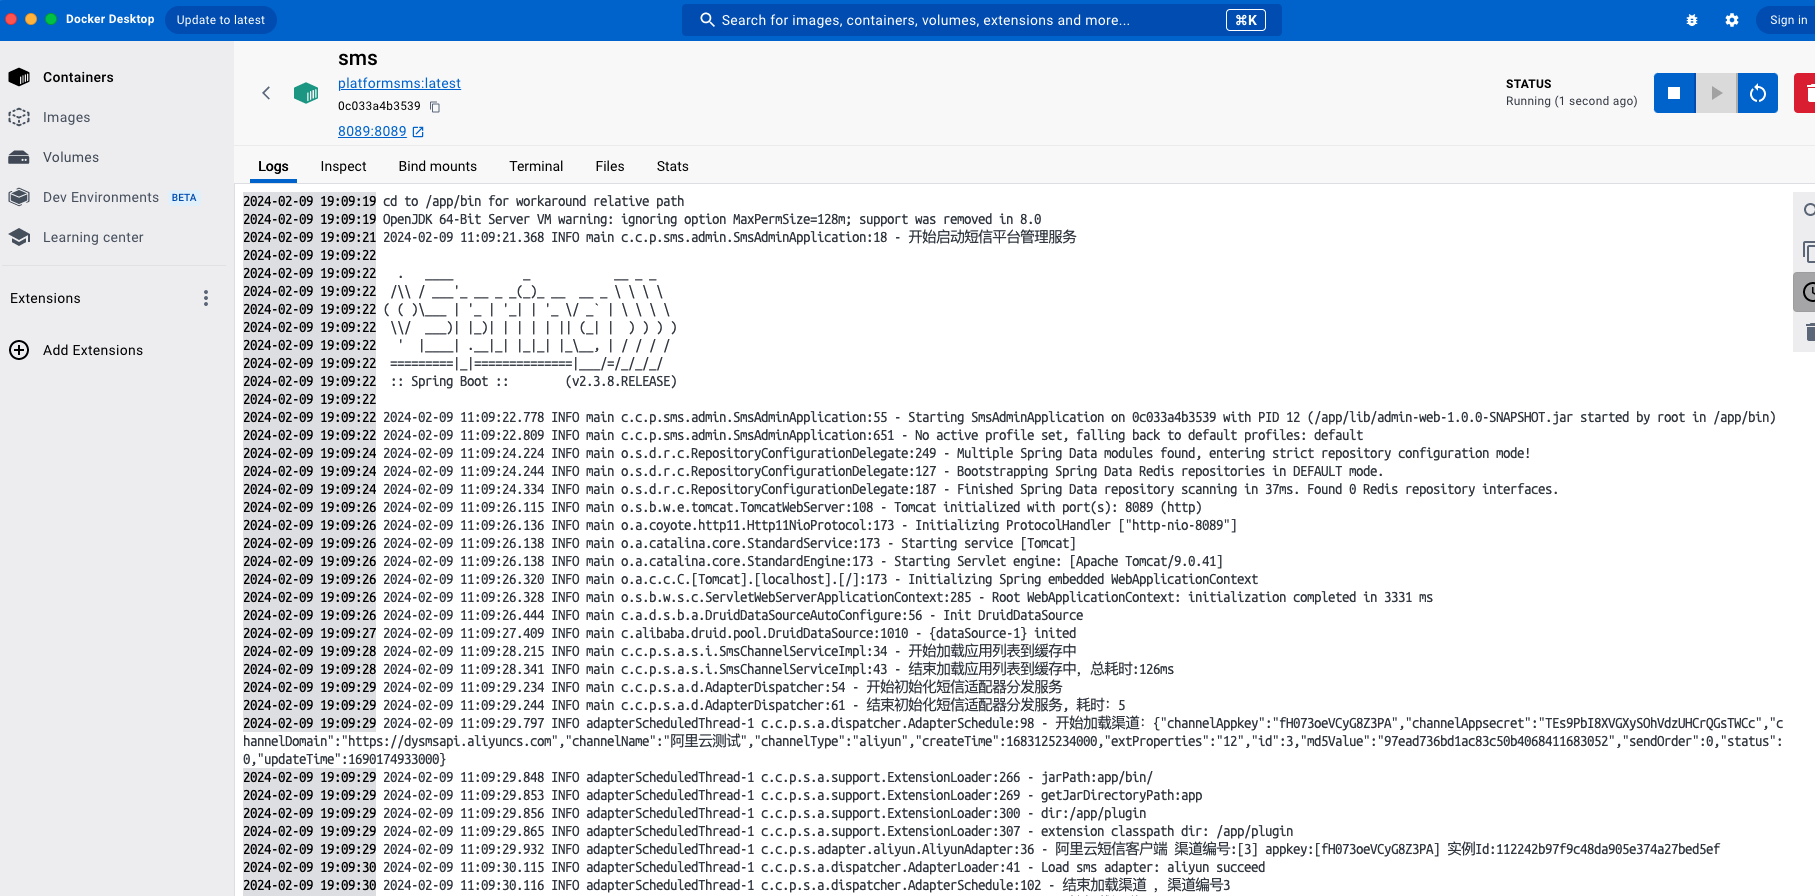 Docker Desktop Update to latest Search for images, containers, volumes, extensions and more... ⌘K Sign in
Containers
Images
Volumes
Dev Environments BETA
Learning center
Extensions
Add Extensions
sms
platformsms:latest
0c033a4b3539
8089:8089
STATUS
Running (1 second ago)
Logs Inspect Bind mounts Terminal Files Stats
2024-02-09 19:09:19 cd to /app/bin for workaround relative path
2024-02-09 19:09:19 OpenJDK 64-Bit Server VM warning: ignoring option MaxPermSize=128m; support was removed in 8.0
2024-02-09 19:09:21 2024-02-09 11:09:21.368 INFO main c.c.p.sms.admin.SmsAdminApplication:18 - 开始启动短信平台管理服务
2024-02-09 19:09:22
2024-02-09 19:09:22   .   ____          _            __ _ _
2024-02-09 19:09:22  /\\ / ___'_ __ _ _(_)_ __  __ _ \ \ \ \
2024-02-09 19:09:22 ( ( )\___ | '_ | '_| | '_ \/ _` | \ \ \ \
2024-02-09 19:09:22  \\/  ___)| |_)| | | | | || (_| |  ) ) ) )
2024-02-09 19:09:22   '  |____| .__|_| |_|_| |_\__, | / / / /
2024-02-09 19:09:22  =========|_|==============|___/=/_/_/_/
2024-02-09 19:09:22  :: Spring Boot ::        (v2.3.8.RELEASE)
2024-02-09 19:09:22
2024-02-09 19:09:22 2024-02-09 11:09:22.778 INFO main c.c.p.sms.admin.SmsAdminApplication:55 - Starting SmsAdminApplication on 0c033a4b3539 with PID 12 (/app/lib/admin-web-1.0.0-SNAPSHOT.jar started by root in /app/bin)
2024-02-09 19:09:22 2024-02-09 11:09:22.809 INFO main c.c.p.sms.admin.SmsAdminApplication:651 - No active profile set, falling back to default profiles: default
2024-02-09 19:09:24 2024-02-09 11:09:24.224 INFO main o.s.d.r.c.RepositoryConfigurationDelegate:249 - Multiple Spring Data modules found, entering strict repository configuration mode!
2024-02-09 19:09:24 2024-02-09 11:09:24.244 INFO main o.s.d.r.c.RepositoryConfigurationDelegate:127 - Bootstrapping Spring Data Redis repositories in DEFAULT mode.
2024-02-09 19:09:24 2024-02-09 11:09:24.334 INFO main o.s.d.r.c.RepositoryConfigurationDelegate:187 - Finished Spring Data repository scanning in 37ms. Found 0 Redis repository interfaces.
2024-02-09 19:09:26 2024-02-09 11:09:26.115 INFO main o.s.b.w.e.tomcat.TomcatWebServer:108 - Tomcat initialized with port(s): 8089 (http)
2024-02-09 19:09:26 2024-02-09 11:09:26.136 INFO main o.a.coyote.http11.Http11NioProtocol:173 - Initializing ProtocolHandler ["http-nio-8089"]
2024-02-09 19:09:26 2024-02-09 11:09:26.138 INFO main o.a.catalina.core.StandardService:173 - Starting service [Tomcat]
2024-02-09 19:09:26 2024-02-09 11:09:26.138 INFO main o.a.catalina.core.StandardEngine:173 - Starting Servlet engine: [Apache Tomcat/9.0.41]
2024-02-09 19:09:26 2024-02-09 11:09:26.320 INFO main o.a.c.c.C.[Tomcat].[localhost].[/]:173 - Initializing Spring embedded WebApplicationContext
2024-02-09 19:09:26 2024-02-09 11:09:26.328 INFO main o.s.b.w.s.c.ServletWebServerApplicationContext:285 - Root WebApplicationContext: initialization completed in 3331 ms
2024-02-09 19:09:26 2024-02-09 11:09:26.444 INFO main c.a.d.s.b.a.DruidDataSourceAutoConfigure:56 - Init DruidDataSource
2024-02-09 19:09:27 2024-02-09 11:09:27.409 INFO main c.alibaba.druid.pool.DruidDataSource:1010 - {dataSource-1} inited
2024-02-09 19:09:28 2024-02-09 11:09:28.215 INFO main c.c.p.s.a.s.i.SmsChannelServiceImpl:34 - 开始加载应用列表到缓存中
2024-02-09 19:09:28 2024-02-09 11:09:28.341 INFO main c.c.p.s.a.s.i.SmsChannelServiceImpl:43 - 结束加载应用列表到缓存中，总耗时:126ms
2024-02-09 19:09:29 2024-02-09 11:09:29.234 INFO main c.c.p.s.a.d.AdapterDispatcher:54 - 开始初始化短信适配器分发服务
2024-02-09 19:09:29 2024-02-09 11:09:29.244 INFO main c.c.p.s.a.d.AdapterDispatcher:61 - 结束初始化短信适配器分发服务，耗时: 5
2024-02-09 19:09:29 2024-02-09 11:09:29.797 INFO adapterScheduledThread-1 c.c.p.s.a.dispatcher.AdapterSchedule:98 - 开始加载渠道: {"channelAppkey":"fH073oeVCyG8Z3PA","channelAppsecret":"TEs9PbI8XVGXySOhVdzUHCrQGsTWCc","c
hannelDomain":"https://dysmsapi.aliyuncs.com","channelName":"阿里云测试","channelType":"aliyun","createTime":1683125234000,"extProperties":"12","id":3,"md5Value":"97ead736bd1ac83c50b4068411683052","sendOrder":0,"status":
0,"updateTime":1690174933000}
2024-02-09 19:09:29 2024-02-09 11:09:29.848 INFO adapterScheduledThread-1 c.c.p.s.a.support.ExtensionLoader:266 - jarPath:app/bin/
2024-02-09 19:09:29 2024-02-09 11:09:29.853 INFO adapterScheduledThread-1 c.c.p.s.a.support.ExtensionLoader:269 - getJarDirectoryPath:app
2024-02-09 19:09:29 2024-02-09 11:09:29.856 INFO adapterScheduledThread-1 c.c.p.s.a.support.ExtensionLoader:300 - dir:/app/plugin
2024-02-09 19:09:29 2024-02-09 11:09:29.865 INFO adapterScheduledThread-1 c.c.p.s.a.support.ExtensionLoader:307 - extension classpath dir: /app/plugin
2024-02-09 19:09:29 2024-02-09 11:09:29.932 INFO adapterScheduledThread-1 c.c.p.s.adapter.aliyun.AliyunAdapter:36 - 阿里云短信客户端 渠道编号:[3] appkey:[fH073oeVCyG8Z3PA] 实例Id:112242b97f9c48da905e374a27bed5ef
2024-02-09 19:09:30 2024-02-09 11:09:30.115 INFO adapterScheduledThread-1 c.c.p.s.a.dispatcher.AdapterLoader:41 - Load sms adapter: aliyun succeed
2024-02-09 19:09:30 2024-02-09 11:09:30.116 INFO adapterScheduledThread-1 c.c.p.s.a.dispatcher.AdapterSchedule:102 - 结束加载渠道 ，渠道编号3